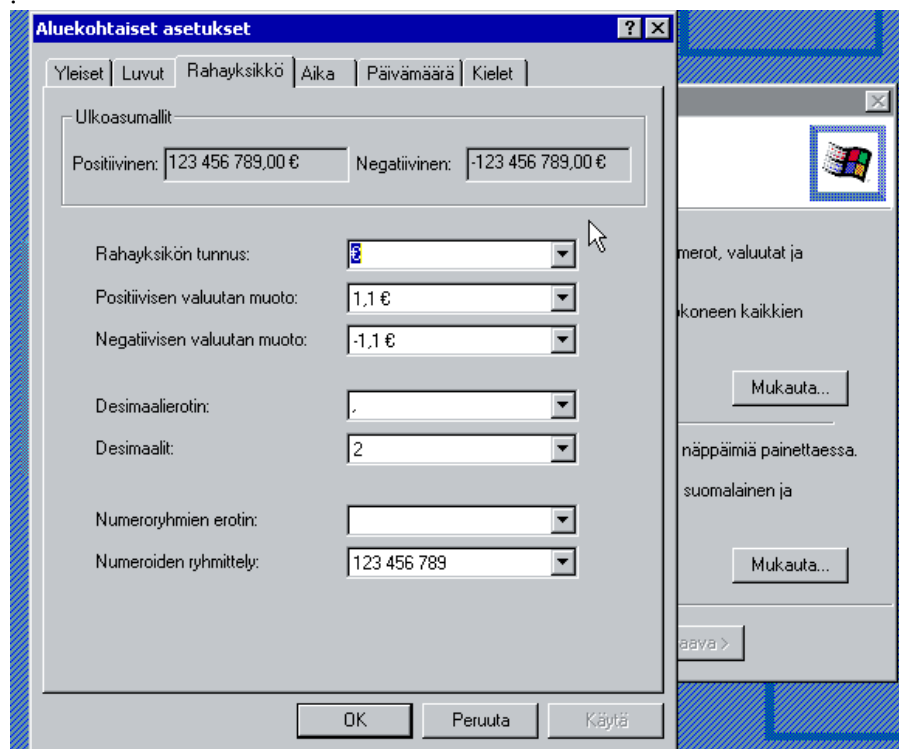 Aluekohtaiset asetukset
Yleiset Luvut Rahayksikkö Aika Päivämäärä Kielet
Ulkoasumallit
Positiivinen: 123 456 789,00 € Negatiivinen: -123 456 789,00 €
Rahayksikön tunnus: €
Positiivisen valuutan muoto: 1,1 €
Negatiivisen valuutan muoto: -1,1 €
Desimaalierotin: ,
Desimaalit: 2
Numeroryhmien erotin:
Numeroiden ryhmittely: 123 456 789
OK Peruuta Käytä
merot, valuutat ja
koneen kaikkien
Mukauta...
näppäimiä painettaessa.
suomalainen ja
Mukauta...
aava >